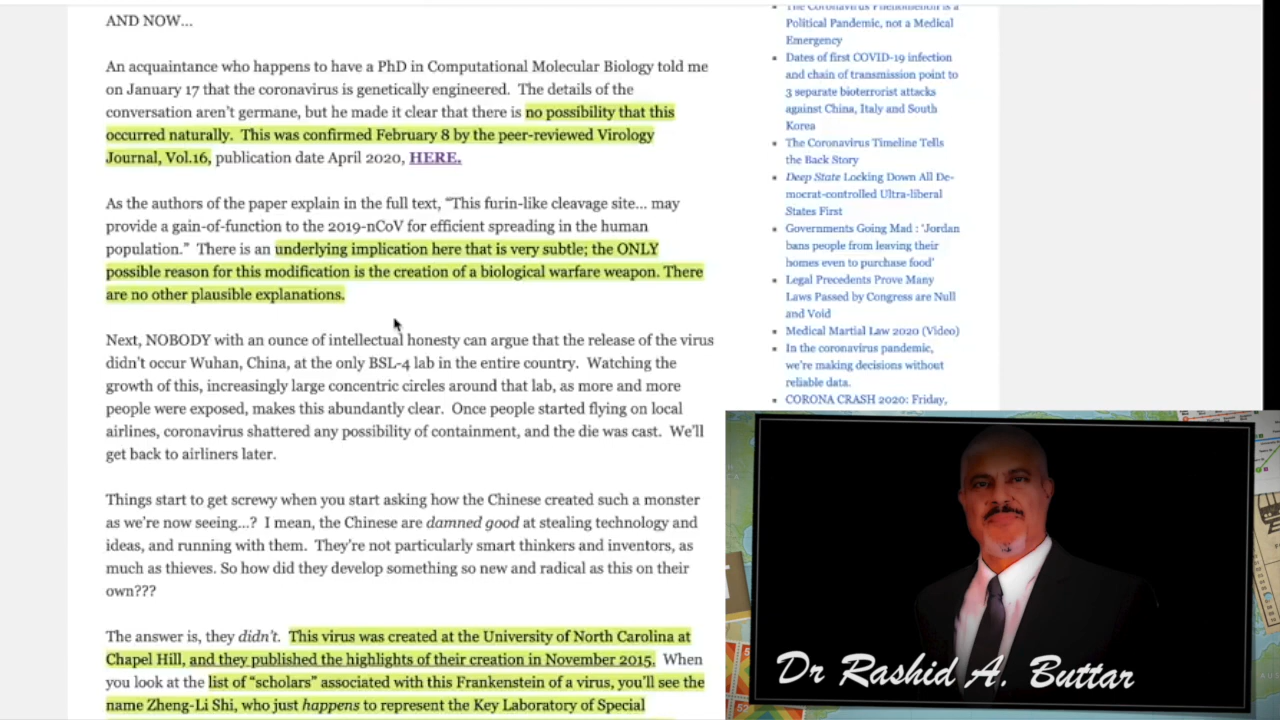 AND NOW...
An acquaintance who happens to have a PhD in Computational Molecular Biology told me
on January 17 that the coronavirus is genetically engineered. The details of the
conversation aren't germane, but he made it clear that there is no possibility that this
occurred naturally. This was confirmed February 8 by the peer-reviewed Virology
Journal, Vol.16, publication date April 2020, HERE.
As the authors of the paper explain in the full text, "This furin-like cleavage site... may
provide a gain-of-function to the 2019-nCoV for efficient spreading in the human
population." There is an underlying implication here that is very subtle; the ONLY
possible reason for this modification is the creation of a biological warfare weapon. There
are no other plausible explanations.
Next, NOBODY with an ounce of intellectual honesty can argue that the release of the virus
didn't occur Wuhan, China, at the only BSL-4 lab in the entire country. Watching the
growth of this, increasingly large concentric circles around that lab, as more and more
people were exposed, makes this abundantly clear. Once people started flying on local
airlines, coronavirus shattered any possibility of containment, and the die was cast. We'll
get back to airliners later.
Things start to get screwy when you start asking how the Chinese created such a monster
as we're now seeing...? I mean, the Chinese are damned good at stealing technology and
ideas, and running with them. They're not particularly smart thinkers and inventors, as
much as thieves. So how did they develop something so new and radical as this on their
own???
The answer is, they didn't. This virus was created at the University of North Carolina at
Chapel Hill, and they published the highlights of their creation in November 2015. When
you look at the list of "scholars" associated with this Frankenstein of a virus, you'll see the
name Zheng-Li Shi, who just happens to represent the Key Laboratory of Special
The Coronavirus Phenomenon is a
Political Pandemic, not a Medical
Emergency
Dates of first COVID-19 infection
and chain of transmission point to
3 separate bioterrorist attacks
against China, Italy and South
Korea
The Coronavirus Timeline Tells
the Back Story
Deep State Locking Down All De-
mocrat-controlled Ultra-liberal
States First
Governments Going Mad : 'Jordan
bans people from leaving their
homes even to purchase food'
Legal Precedents Prove Many
Laws Passed by Congress are Null
and Void
Medical Martial Law 2020 (Video)
In the coronavirus pandemic,
we're making decisions without
reliable data.
CORONA CRASH 2020: Friday,
Dr Rashid A. Buttar